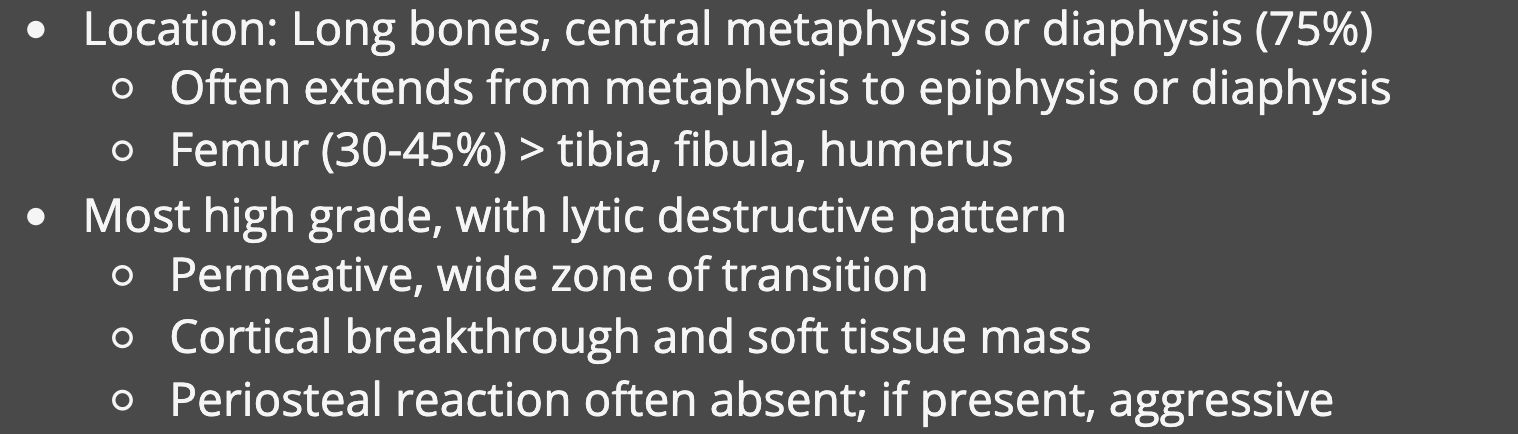 • Location: Long bones, central metaphysis or diaphysis (75%)
○ Often extends from metaphysis to epiphysis or diaphysis
○ Femur (30-45%) > tibia, fibula, humerus
• Most high grade, with lytic destructive pattern
○ Permeative, wide zone of transition
○ Cortical breakthrough and soft tissue mass
○ Periosteal reaction often absent; if present, aggressive